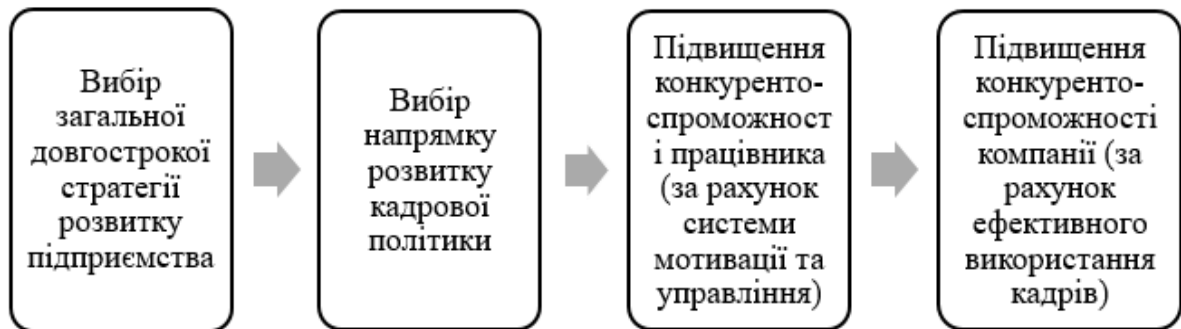 Вибір
загальної
довгострокої
стратегії
розвитку
підприємства
Вибір
напрямку
розвитку
кадрової
політики
Підвищення
конкуренто-
спроможност
і працівника
(за рахунок
системи
мотивації та
управління)
Підвищення
конкуренто-
спроможності
компанії (за
рахунок
ефективного
використання
кадрів)